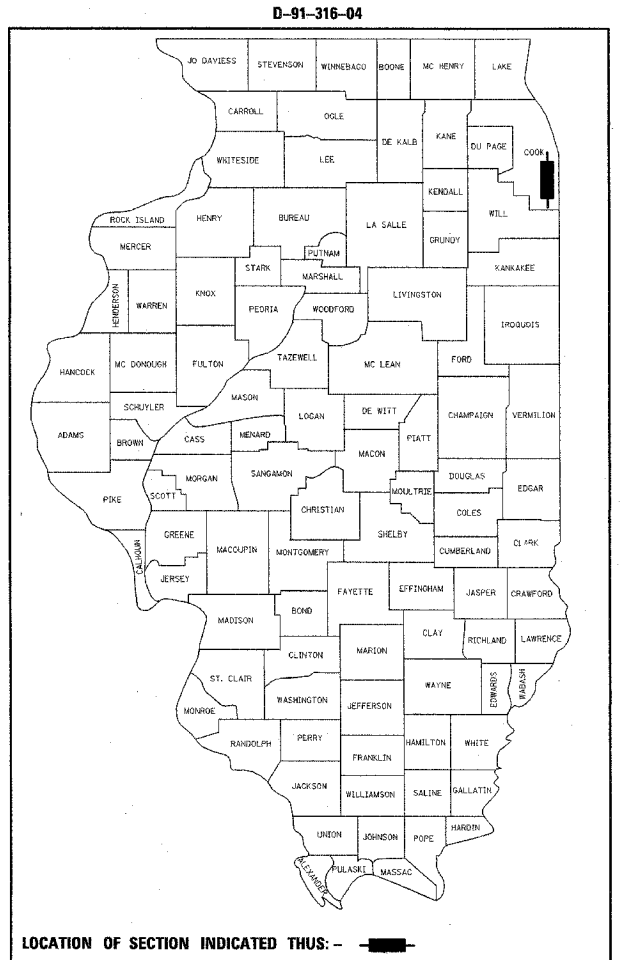 D-91-316-04
JO DAVIESS STEVENSON WINNEBAGO BOONE MC HENRY LAKE
CARROLL OGLE
DE KALB KANE DU PAGE COOK
WHITESIDE LEE
KENDALL
WILL
ROCK ISLAND HENRY BUREAU LA SALLE
GRUNDY
MERCER PUTNAM
STARK MARSHALL KANKAKEE
HENDERSON WARREN KNOX PEORIA WOODFORD LIVINGSTON IROQUOIS
TAZEWELL MC LEAN FORD
HANCOCK MC DONOUGH FULTON
MASON
SCHUYLER LOGAN DE WITT CHAMPAIGN VERMILION
ADAMS BROWN CASS MENARD PIATT
MACON
MORGAN SANGAMON DOUGLAS
PIKE SCOTT CHRISTIAN MOULTRIE EDGAR
COLES
GREENE SHELBY
CALHOUN MACOUPIN MONTGOMERY CUMBERLAND CLARK
JERSEY
FAYETTE EFFINGHAM JASPER CRAWFORD
MADISON BOND
CLAY RICHLAND LAWRENCE
CLINTON MARION
ST. CLAIR WAYNE EDWARDS WABASH
WASHINGTON JEFFERSON
MONROE
RANDOLPH PERRY HAMILTON WHITE
FRANKLIN
JACKSON WILLIAMSON SALINE GALLATIN
UNION JOHNSON POPE HARDIN
ALEXANDER PULASKI MASSAC
LOCATION OF SECTION INDICATED THUS: -